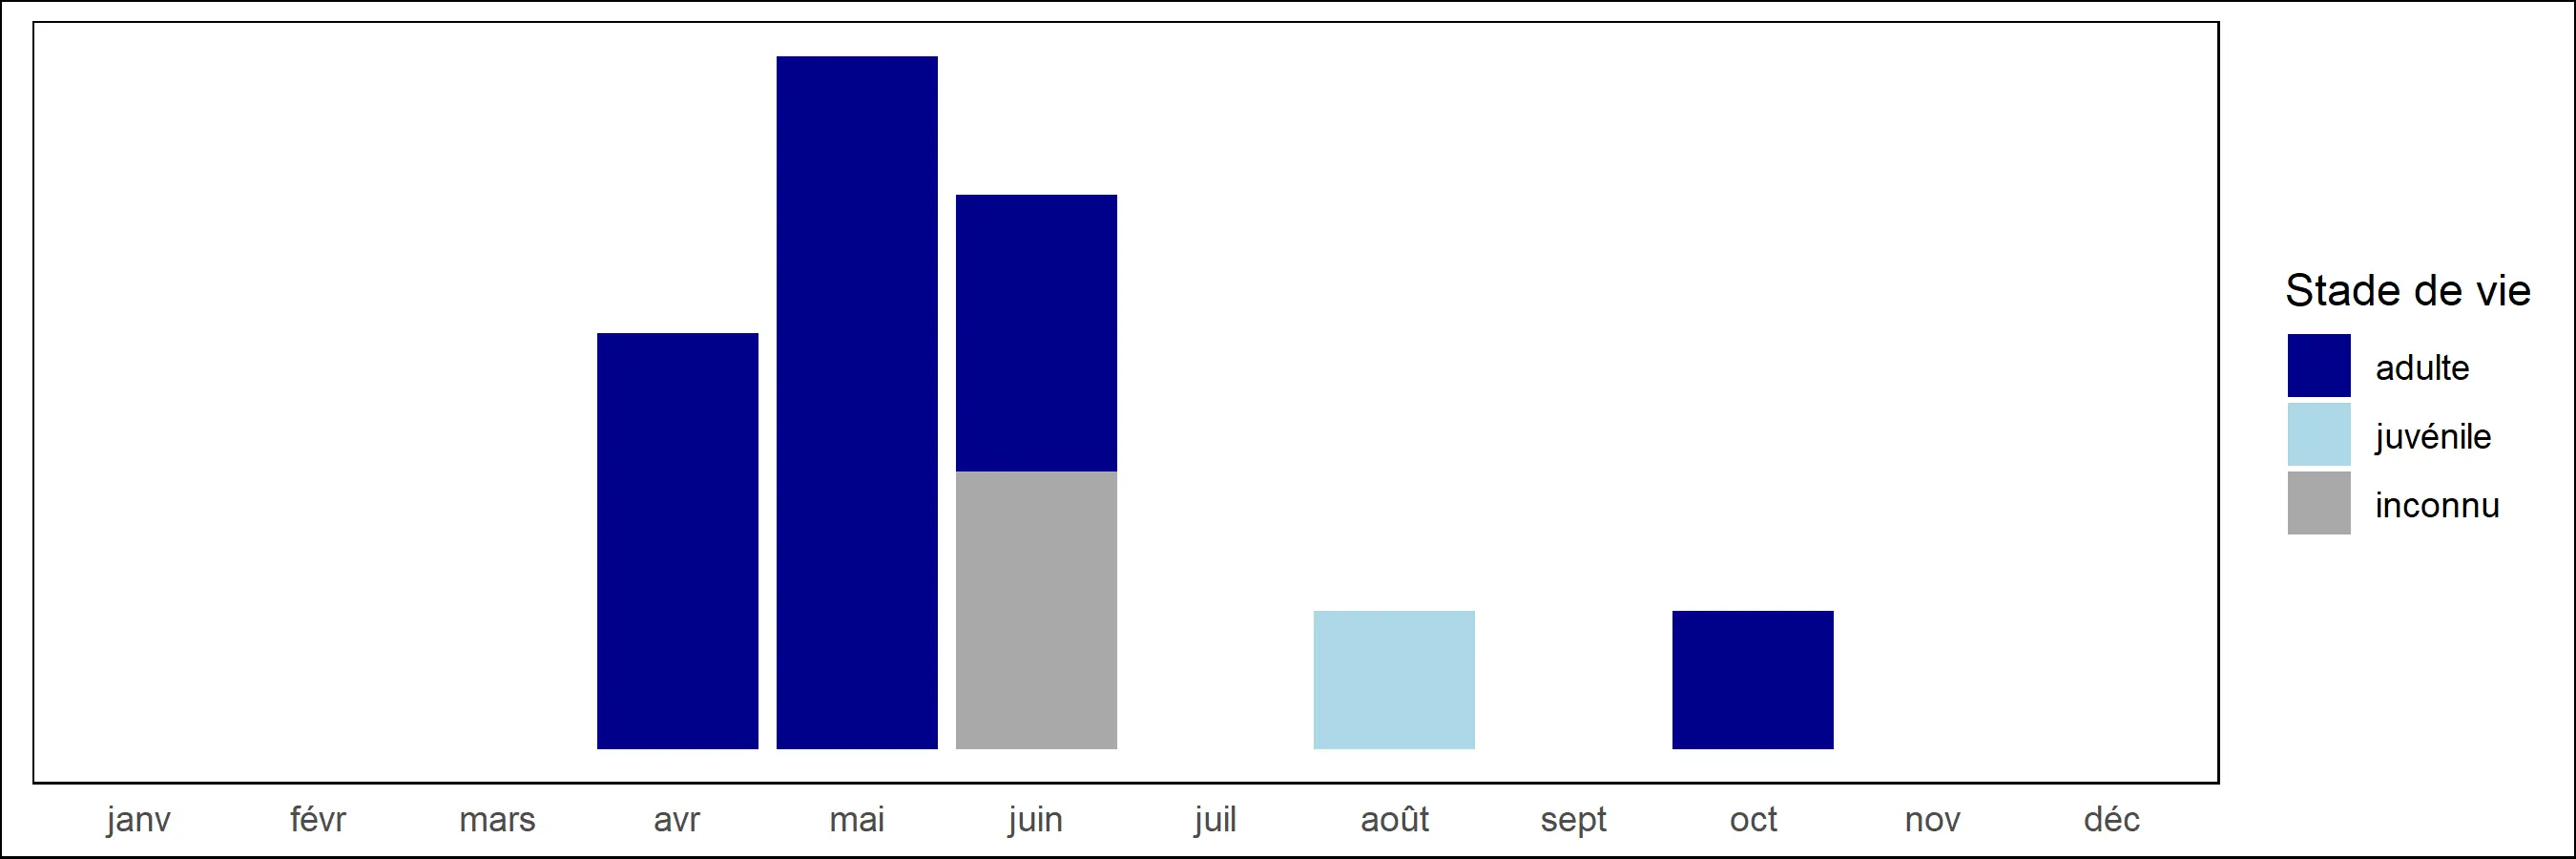 Stade de vie
adulte
juvénile
inconnu
janv févr mars avr mai juin juil août sept oct nov déc